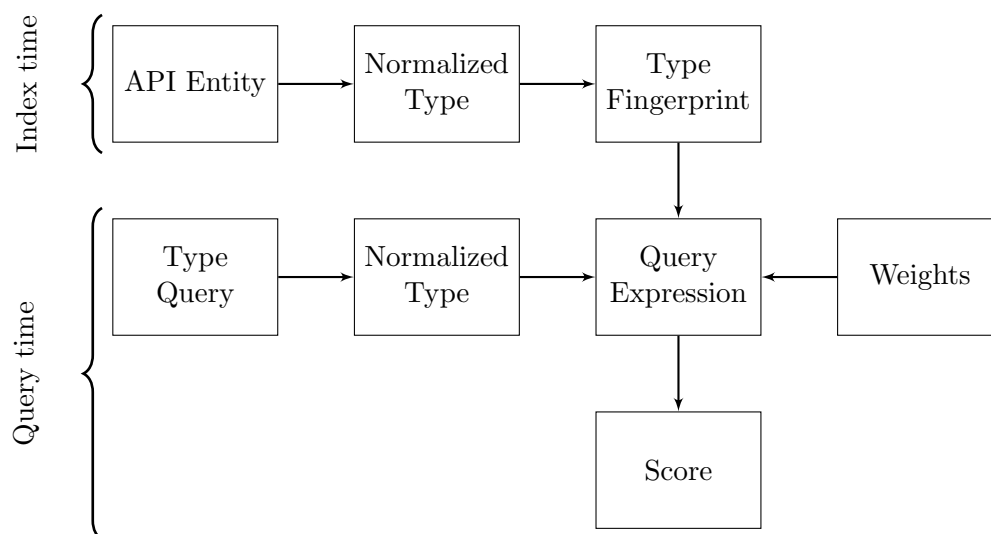 Index time
API Entity
Normalized
Type
Type
Fingerprint
Query time
Type
Query
Normalized
Type
Query
Expression
Weights
Score